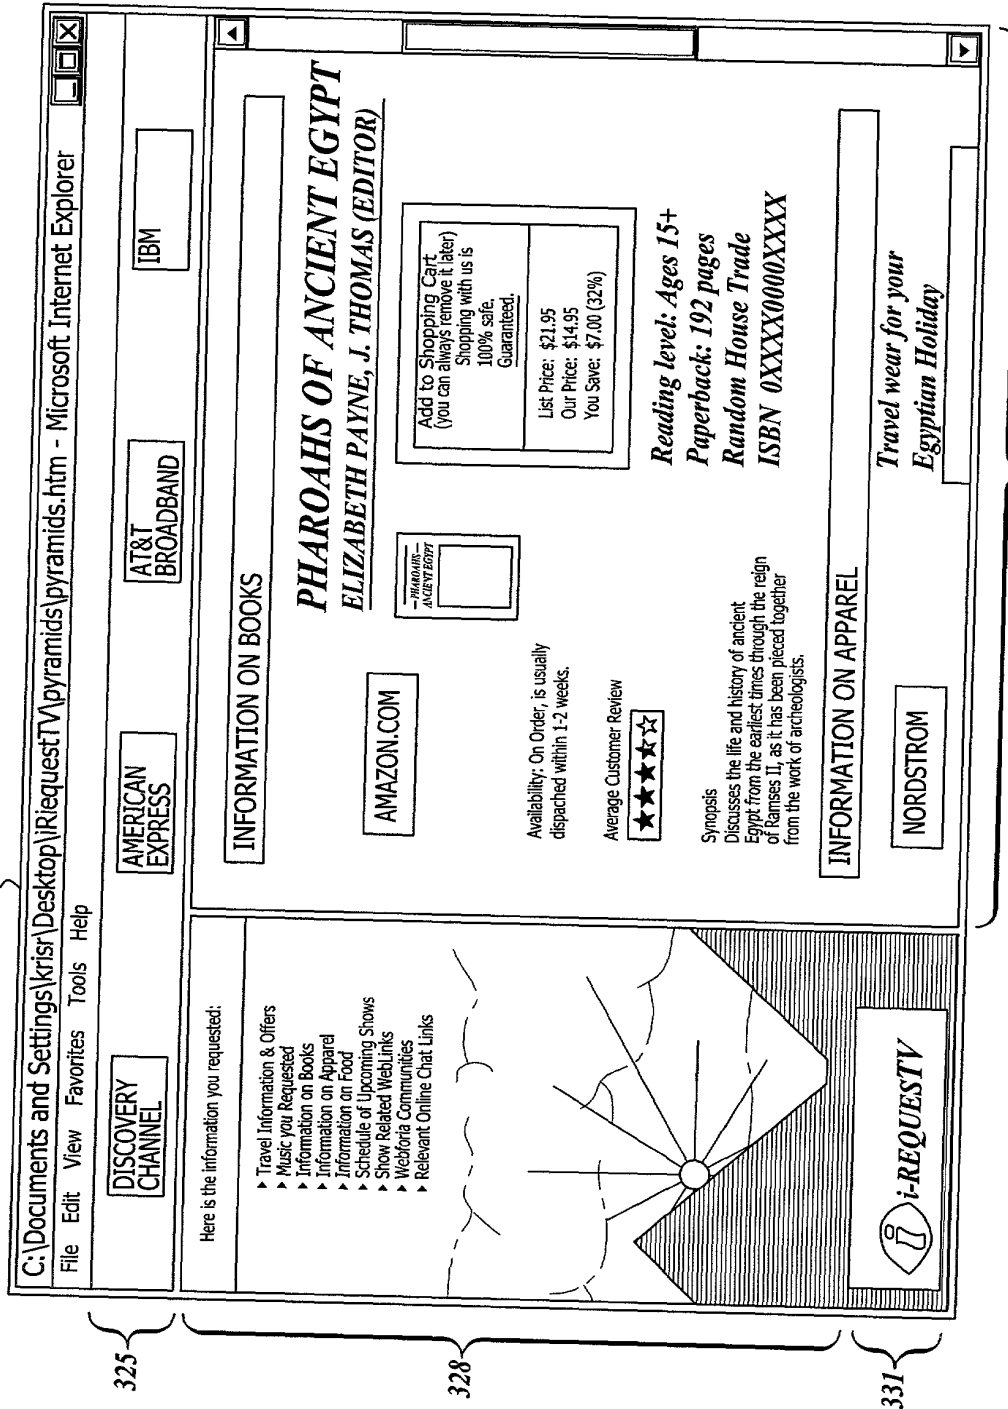 C:\Documents and Settings\krisr\Desktop\iRiequestTV\pyramids\pyramids.htm - Microsoft Internet Explorer
File Edit View Favorites Tools Help
325
DISCOVERY
CHANNEL
AMERICAN
EXPRESS
AT&T
BROADBAND
IBM
328
Here is the information you requested:
Travel Information & Offers
Music you Requested
Information on Books
Information on Apparel
Information on Food
Schedule of Upcoming Shows
Show Related WebLinks
Webforia Communities
Relevant Online Chat Links
331
i-REQUESTV
INFORMATION ON BOOKS
PHAROAHS OF ANCIENT EGYPT
ELIZABETH PAYNE, J. THOMAS (EDITOR)
AMAZON.COM
PHAROAHS
ANCIENT EGYPT
Add to Shopping Cart
(you can always remove it later)
Shopping with us is
100% safe.
Guaranteed.
List Price: $21.95
Our Price: $14.95
You Save: $7.00 (32%)
Availability: On Order, is usually
dispached within 1-2 weeks.
Average Customer Review
Reading level: Ages 15+
Paperback: 192 pages
Random House Trade
ISBN 0XXXX0000XXXX
Synopsis
Discusses the life and history of ancient
Egypt from the earliest times through the reign
of Ramses II, as it has been pieced together
from the work of archeologists.
INFORMATION ON APPAREL
NORDSTROM
Travel wear for your
Egyptian Holiday